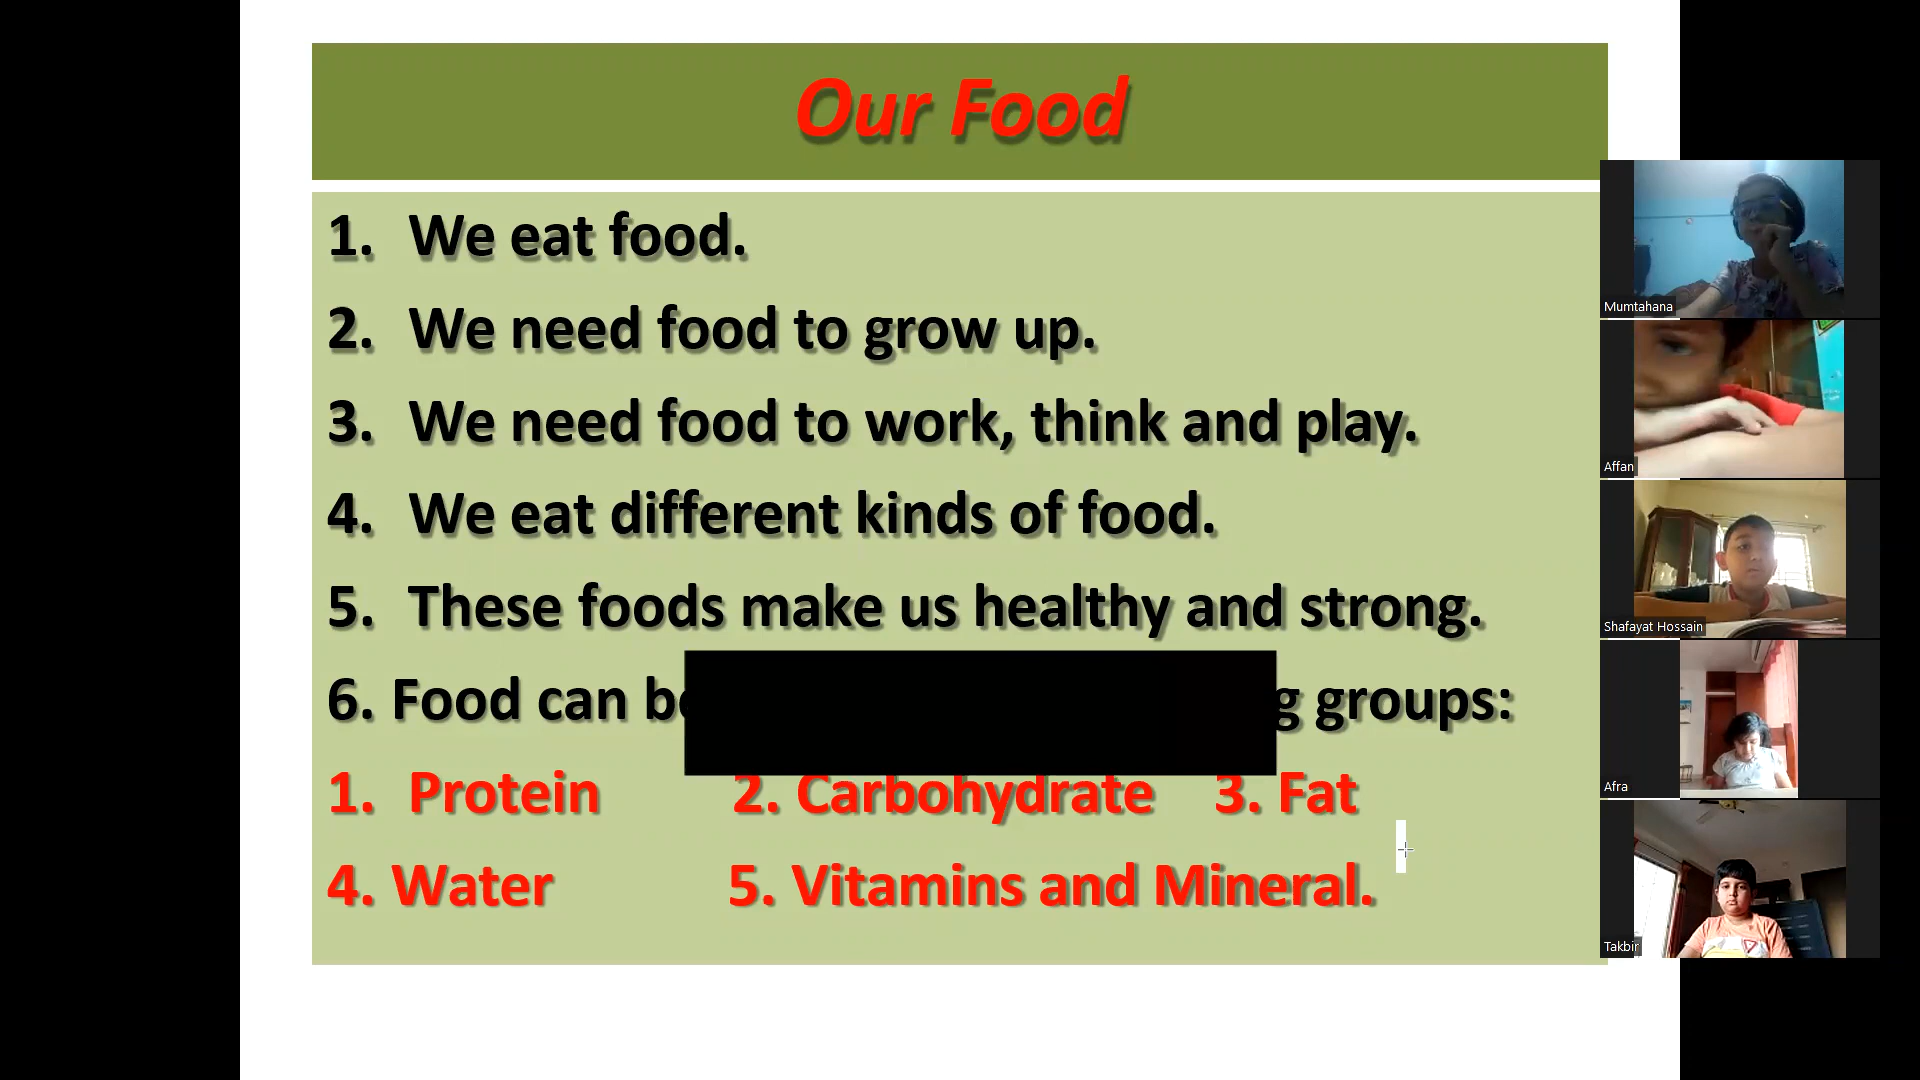 Our Food
1. We eat food.
2. We need food to grow up.
3. We need food to work, think and play.
4. We eat different kinds of food.
5. These foods make us healthy and strong.
6. Food can groups:
1. Protein 2. Carbohydrate 3. Fat
4. Water 5. Vitamins and Mineral.
Mumtahana
Affan
Shafayat Hossain
Afra
Takbir